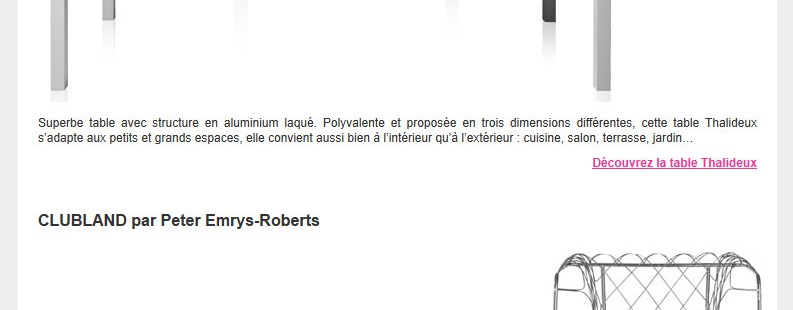 Superbe table avec structure en aluminium laqué. Polyvalente et proposée en trois dimensions différentes, cette table Thalideux
s'adapte aux petits et grands espaces, elle convient aussi bien à l'intérieur qu'à l'extérieur : cuisine, salon, terrasse, jardin…
Découvrez la table Thalideux
CLUBLAND par Peter Emrys-Roberts